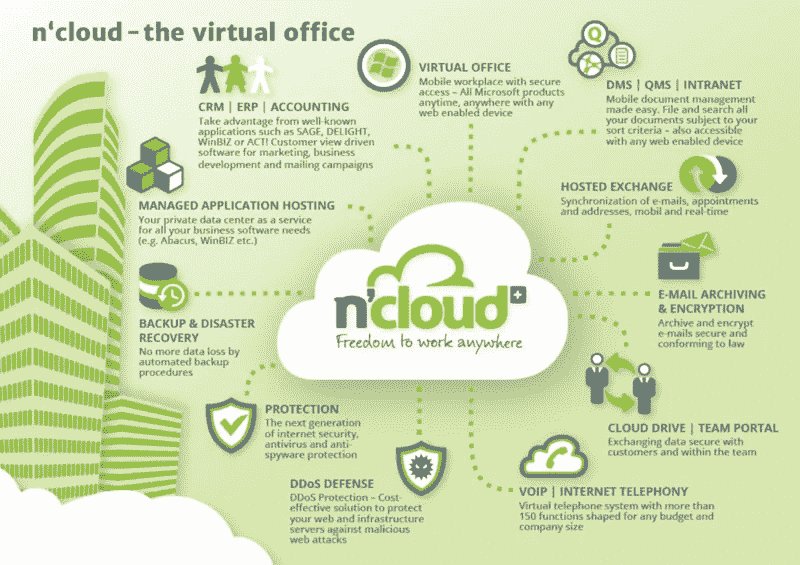 n'cloud – the virtual office
CRM | ERP | ACCOUNTING
Take advantage from well-known
applications such as SAGE, DELIGHT,
WinBIZ or ACT! Customer view driven
software for marketing, business
development and mailing campaigns
VIRTUAL OFFICE
Mobile workplace with secure
access – All Microsoft products
anytime, anywhere with any
web enabled device
Q
DMS | QMS | INTRANET
Mobile document management
made easy. File and search all
your documents subject to your
sort criteria – also accessible
with any web enabled device
MANAGED APPLICATION HOSTING
Your private data center as a service
for all your business software needs
(e.g. Abacus, WinBIZ etc.)
HOSTED EXCHANGE
Synchronization of e-mails, appointments
and addresses, mobil and real-time
n'cloud+
Freedom to work anywhere
BACKUP & DISASTER
RECOVERY
No more data loss by
automated backup
procedures
E-MAIL ARCHIVING
& ENCRYPTION
Archive and encrypt
e-mails secure and
conforming to law
PROTECTION
The next generation
of internet security,
antivirus and anti-
spyware protection
CLOUD DRIVE | TEAM PORTAL
Exchanging data secure with
customers and within the team
DDoS DEFENSE
DDoS Protection – Cost-
effective solution to protect
your web and infrastructure
servers against malicious
web attacks
VOIP | INTERNET TELEPHONY
Virtual telephone system with more than
150 functions shaped for any budget and
company size